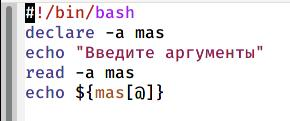 #!/bin/bash
declare -a mas
echo "Введите аргументы"
read -a mas
echo ${mas[@]}